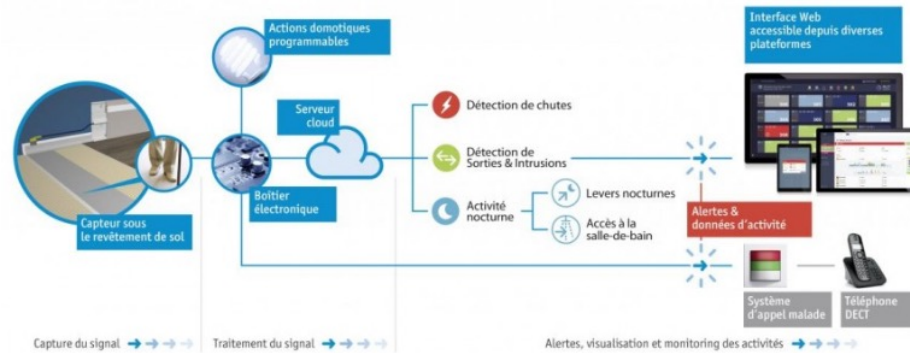 Actions domotiques
programmables
Interface Web
accessible depuis diverses
plateformes
Serveur
cloud
Détection de chutes
Détection de
Sorties & Intrusions
Boîtier
électronique
Activité
nocturne
Levers nocturnes
Accès à la
salle-de-bain
Capteur sous
le revêtement de sol
Alertes &
données d'activité
Système
d'appel malade
Téléphone
DECT
Capture du signal
Traitement du signal
Alertes, visualisation et monitoring des activités